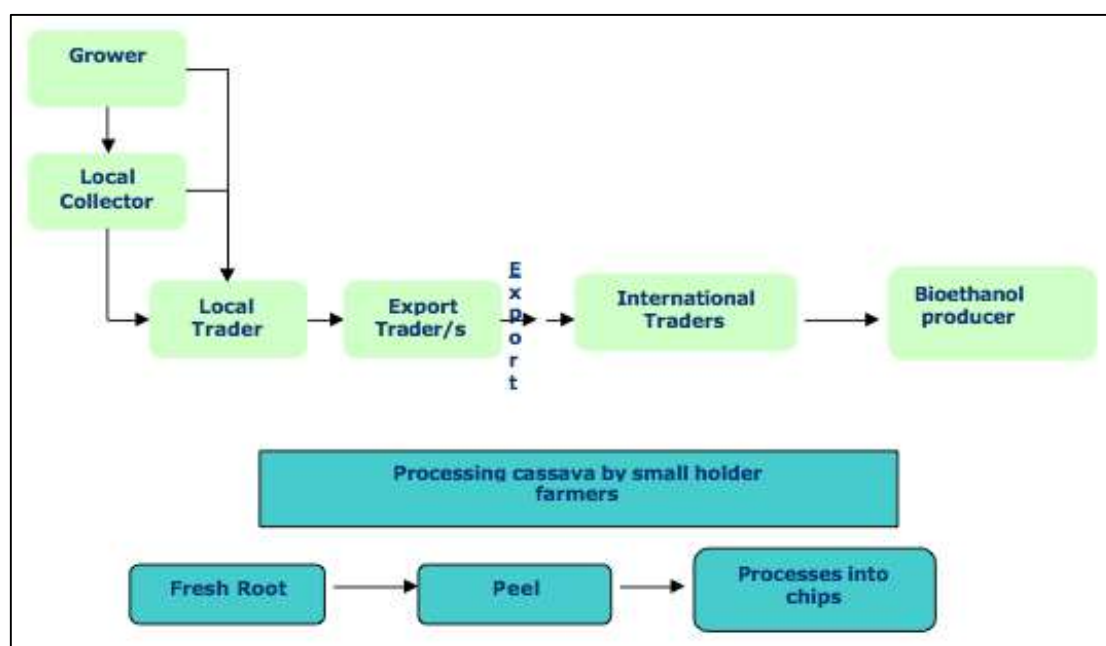 Grower
Local
Collector
Local
Trader
Export
Trader/s
Export
International
Traders
Bioethanol
producer
Processing cassava by small holder
farmers
Fresh Root
Peel
Processes into
chips